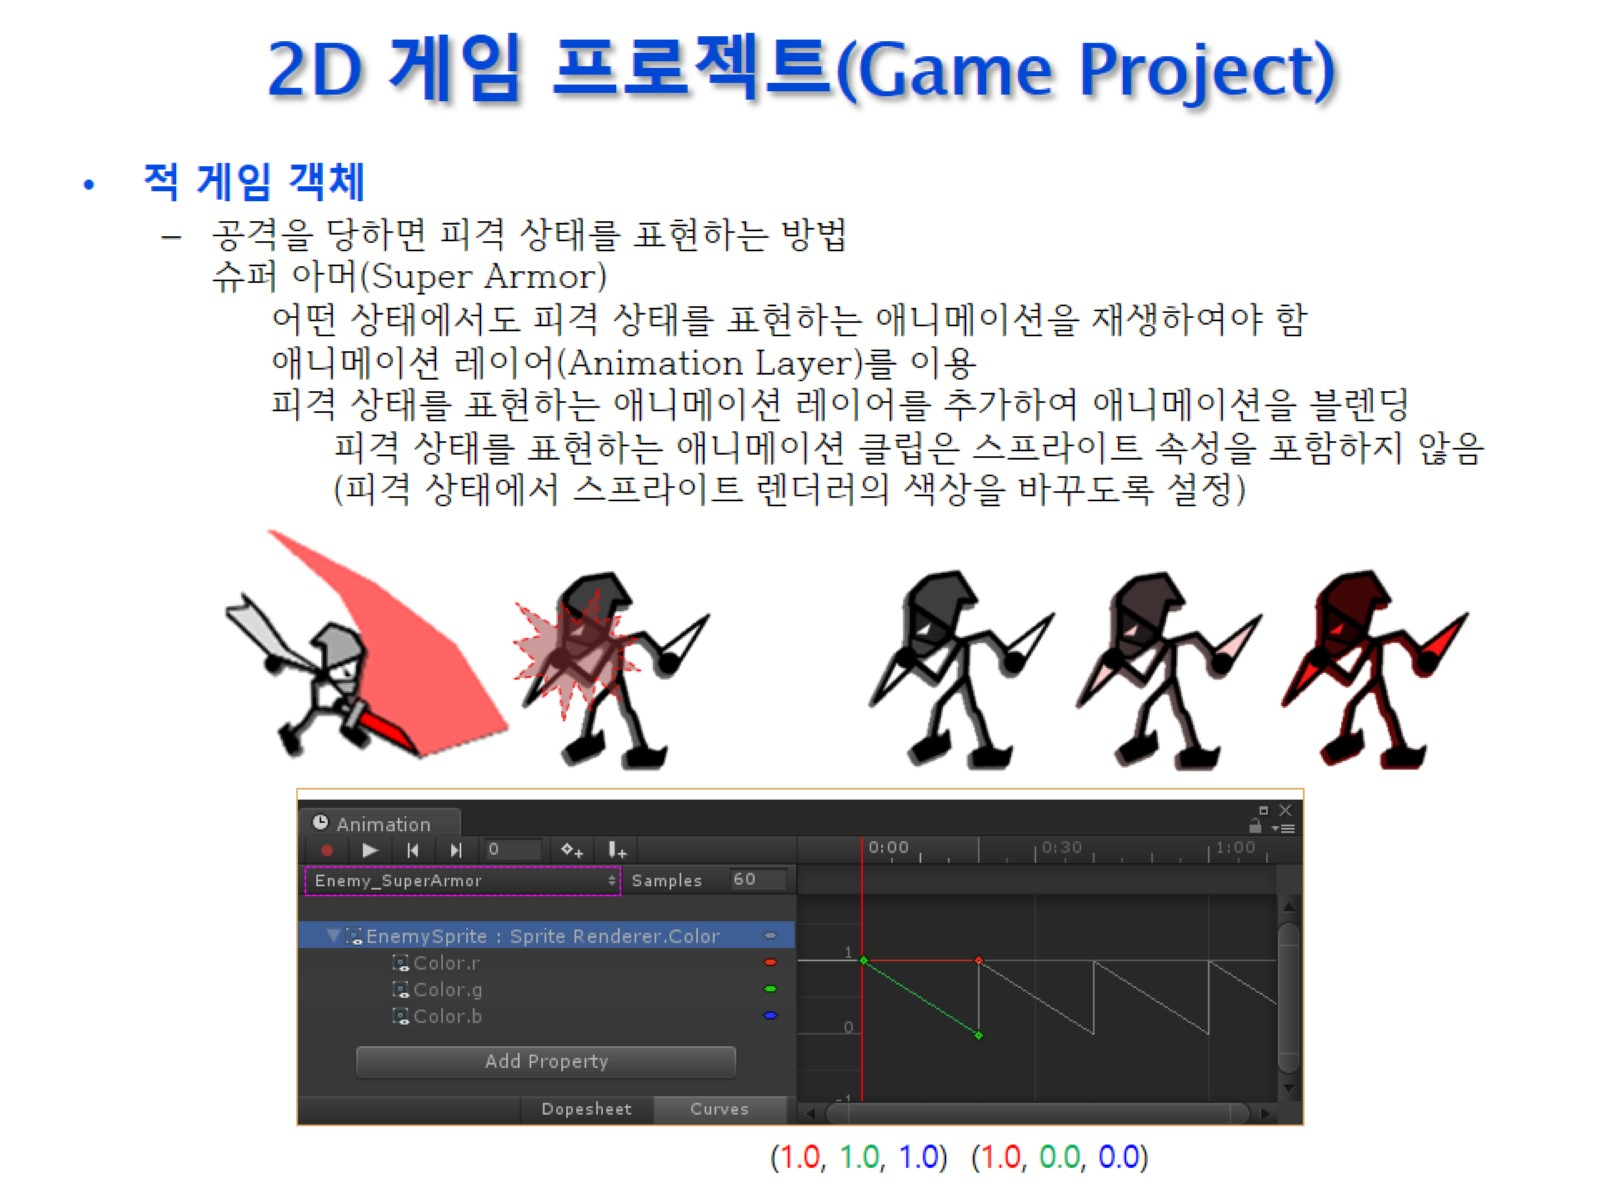 2D 게임 프로젝트(Game Project)
• 적 게임 객체
– 공격을 당하면 피격 상태를 표현하는 방법
슈퍼 아머(Super Armor)
어떤 상태에서도 피격 상태를 표현하는 애니메이션을 재생하여야 함
애니메이션 레이어(Animation Layer)를 이용
피격 상태를 표현하는 애니메이션 레이어를 추가하여 애니메이션을 블렌딩
피격 상태를 표현하는 애니메이션 클립은 스프라이트 속성을 포함하지 않음
(피격 상태에서 스프라이트 렌더러의 색상을 바꾸도록 설정)
Animation
0 0:00 0:30 1:00
Enemy_SuperArmor Samples 60
EnemySprite : Sprite Renderer.Color
1
Color.r
Color.g
Color.b
0
Add Property
-1
Dopesheet Curves
(1.0, 1.0, 1.0) (1.0, 0.0, 0.0)